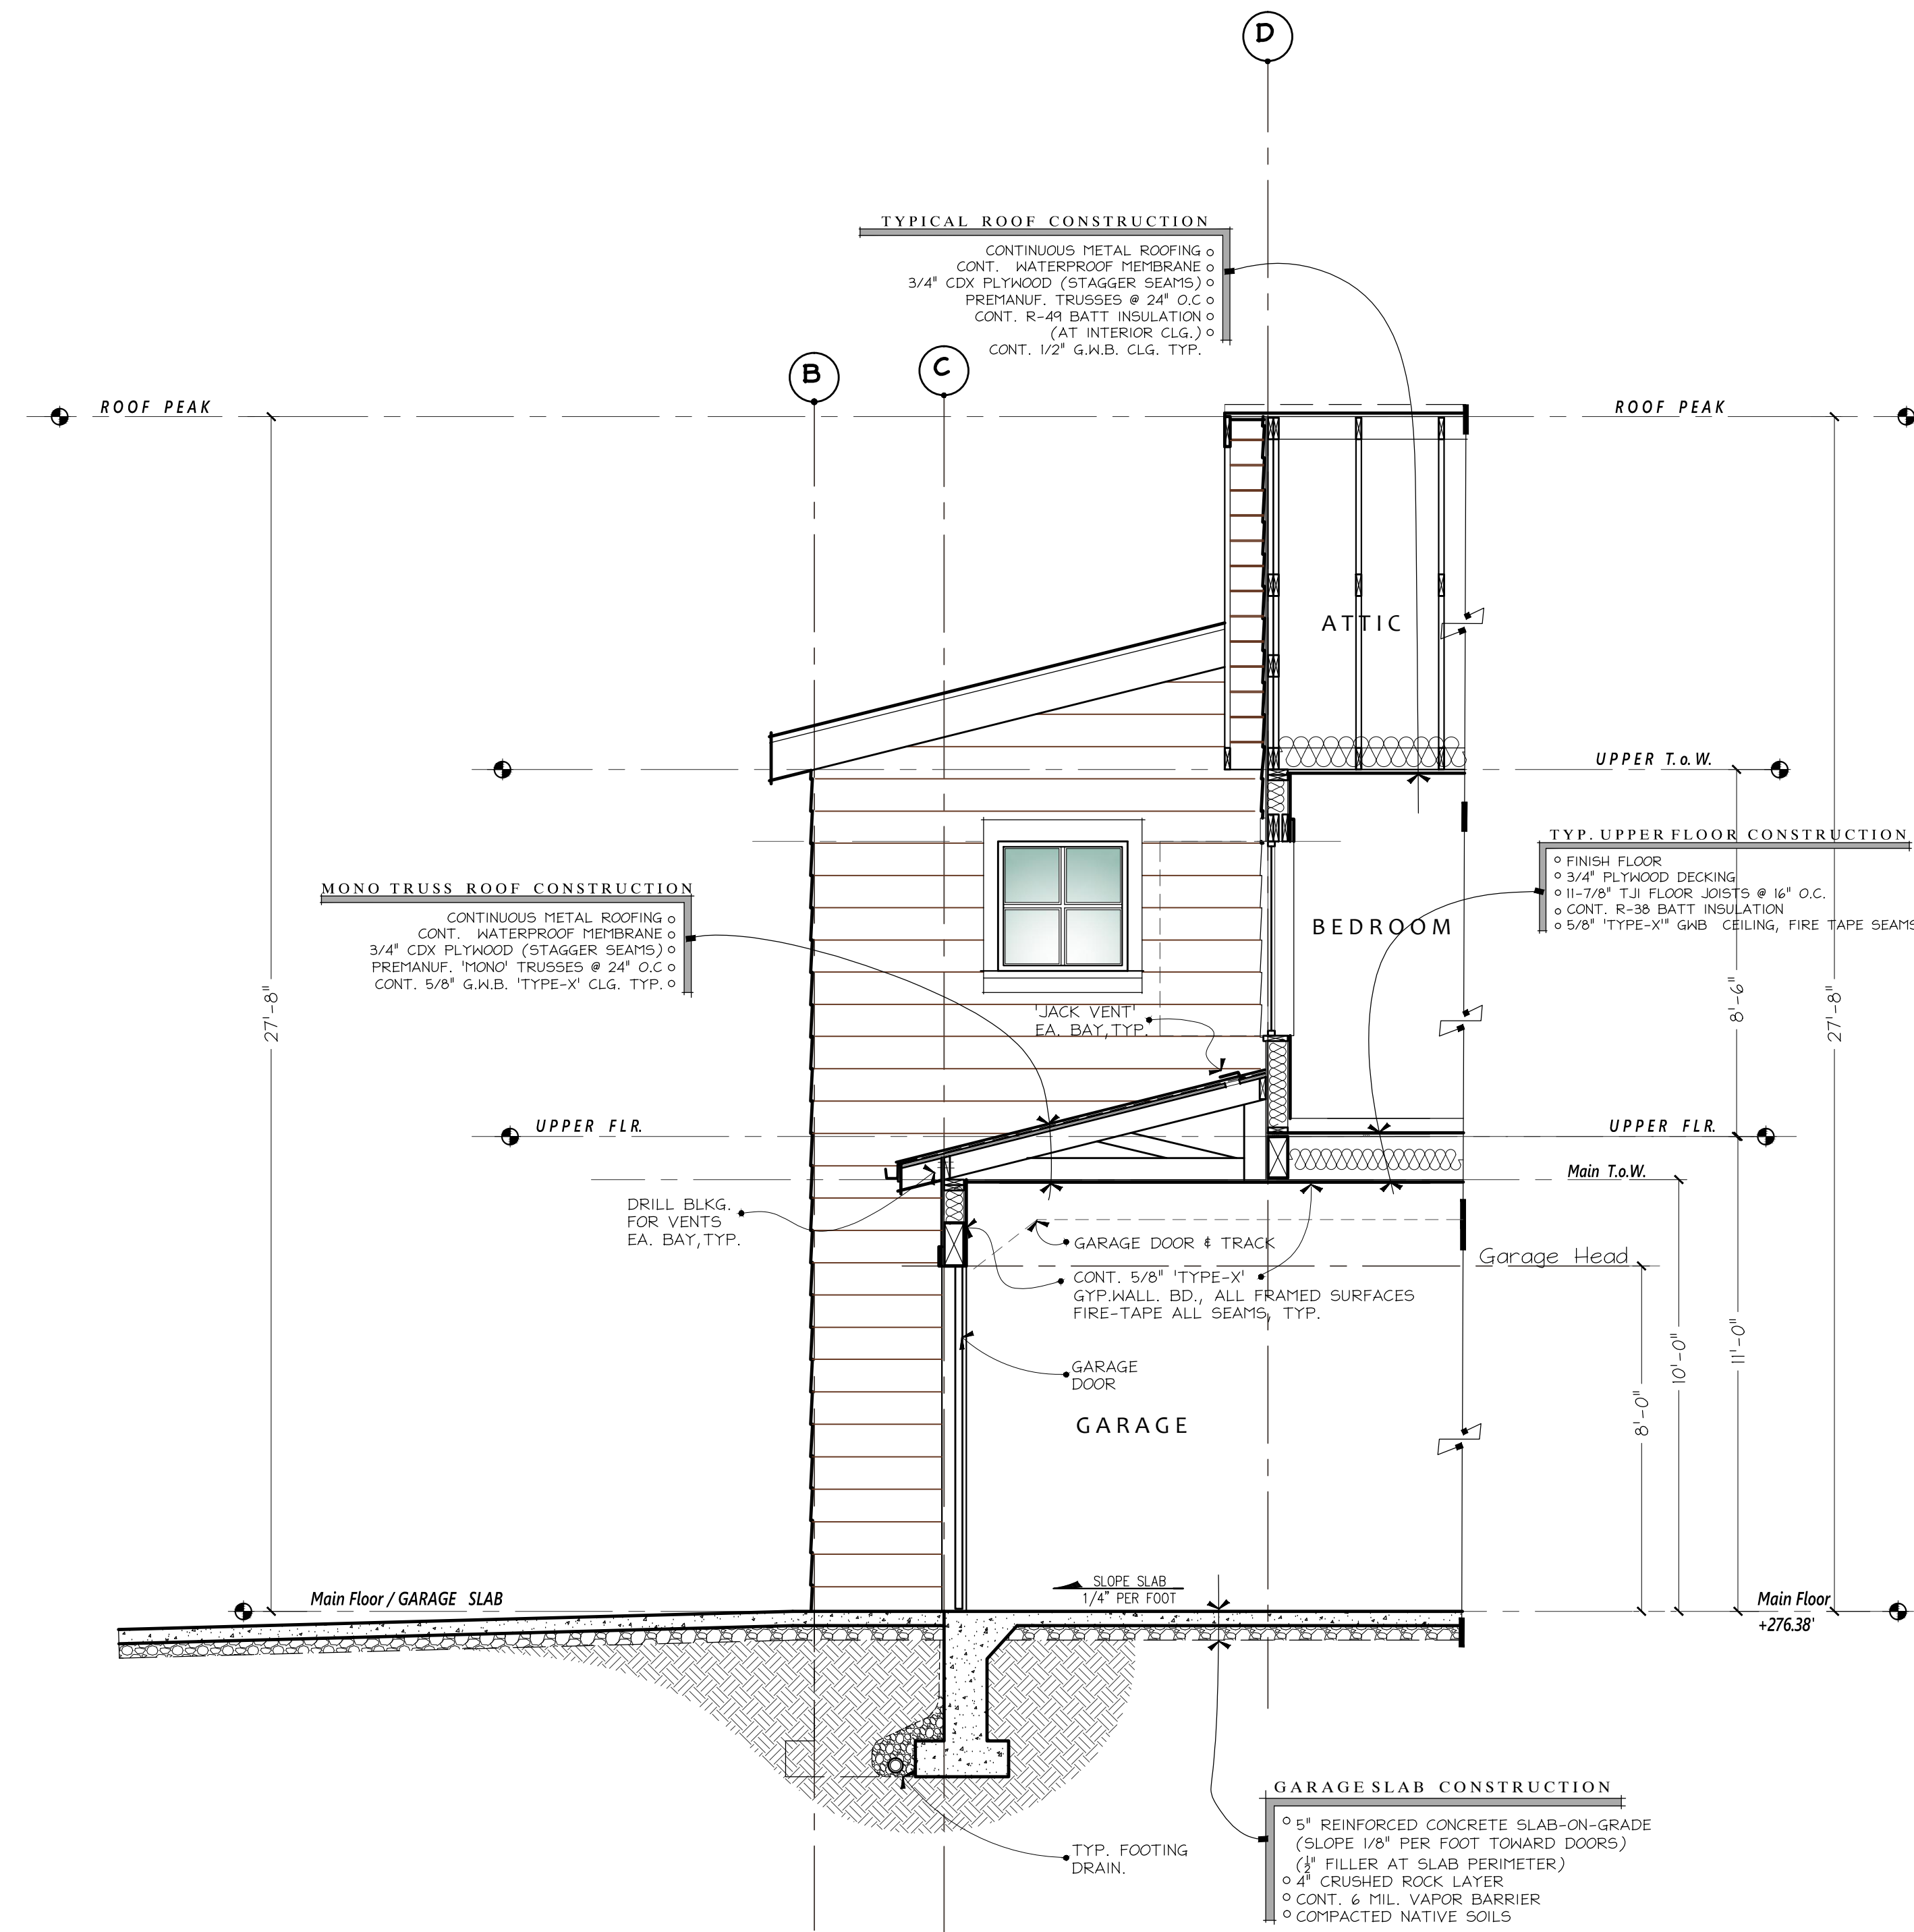 D
TYPICAL ROOF CONSTRUCTION
CONTINUOUS METAL ROOFING
CONT. WATERPROOF MEMBRANE
3/4" CDX PLYWOOD (STAGGER SEAMS)
PREMANUF. TRUSSES @ 24" O.C
CONT. R-49 BATT INSULATION
(AT INTERIOR CLG.)
CONT. 1/2" G.W.B. CLG. TYP.
B
C
ROOF PEAK
ROOF PEAK
ATTIC
UPPER T.o.W.
TYP. UPPER FLOOR CONSTRUCTION
FINISH FLOOR
3/4" PLYWOOD DECKING
11-7/8" TJI FLOOR JOISTS @ 16" O.C.
CONT. R-38 BATT INSULATION
5/8" 'TYPE-X'" GWB CEILING, FIRE TAPE SEAMS
MONO TRUSS ROOF CONSTRUCTION
CONTINUOUS METAL ROOFING
CONT. WATERPROOF MEMBRANE
3/4" CDX PLYWOOD (STAGGER SEAMS)
PREMANUF. 'MONO' TRUSSES @ 24" O.C
CONT. 5/8" G.W.B. 'TYPE-X' CLG. TYP.
BEDROOM
27'-8"
8'-6"
27'-8"
'JACK VENT'
EA. BAY, TYP.
UPPER FLR.
UPPER FLR.
Main T.o.W.
DRILL BLKG.
FOR VENTS
EA. BAY, TYP.
GARAGE DOOR & TRACK
Garage Head
CONT. 5/8" 'TYPE-X'
GYP.WALL. BD., ALL FRAMED SURFACES
FIRE-TAPE ALL SEAMS, TYP.
GARAGE
DOOR
GARAGE
8'-0"
10'-0"
11'-0"
SLOPE SLAB
1/4" PER FOOT
Main Floor / GARAGE SLAB
Main Floor
+276.38'
GARAGE SLAB CONSTRUCTION
5" REINFORCED CONCRETE SLAB-ON-GRADE
(SLOPE 1/8" PER FOOT TOWARD DOORS)
(½" FILLER AT SLAB PERIMETER)
4" CRUSHED ROCK LAYER
CONT. 6 MIL. VAPOR BARRIER
COMPACTED NATIVE SOILS
TYP. FOOTING
DRAIN.